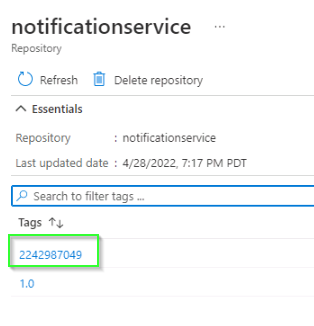 notificationservice ...
Repository
Refresh Delete repository
Essentials
Repository : notificationservice
Last updated date : 4/28/2022, 7:17 PM PDT
Search to filter tags ...
Tags ↑↓
2242987049
1.0